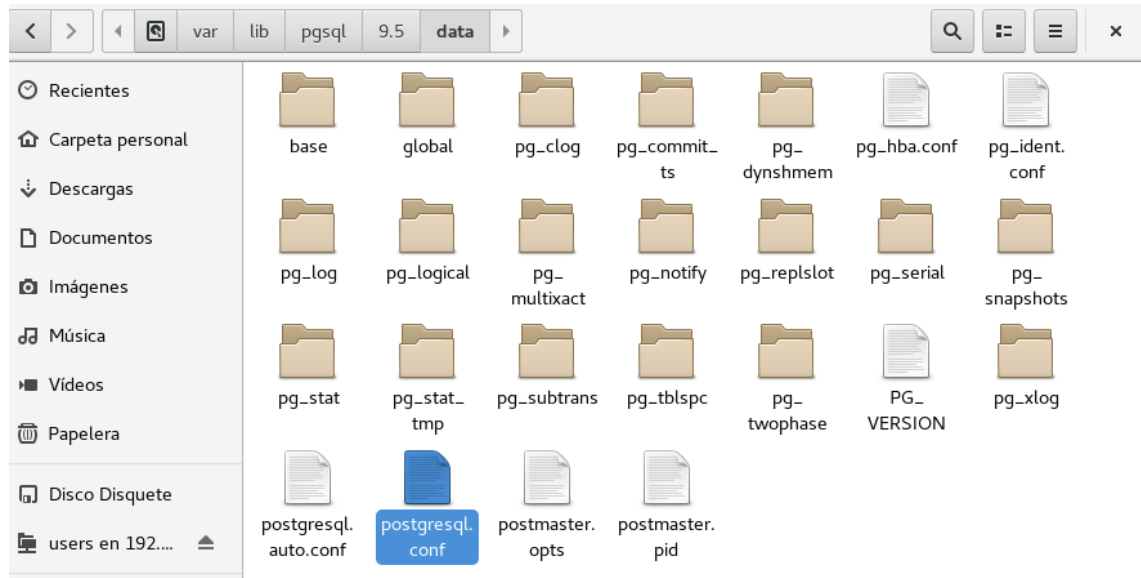 var lib pgsql 9.5 data
Recientes
Carpeta personal
Descargas
Documentos
Imágenes
Música
Vídeos
Papelera
Disco Disquete
users en 192....
base
global
pg_clog
pg_commit_
ts
pg_
dynshmem
pg_hba.conf
pg_ident.
conf
pg_log
pg_logical
pg_
multixact
pg_notify
pg_replslot
pg_serial
pg_
snapshots
pg_stat
pg_stat_
tmp
pg_subtrans
pg_tblspc
pg_
twophase
PG_
VERSION
pg_xlog
postgresql.
auto.conf
postgresql.
conf
postmaster.
opts
postmaster.
pid